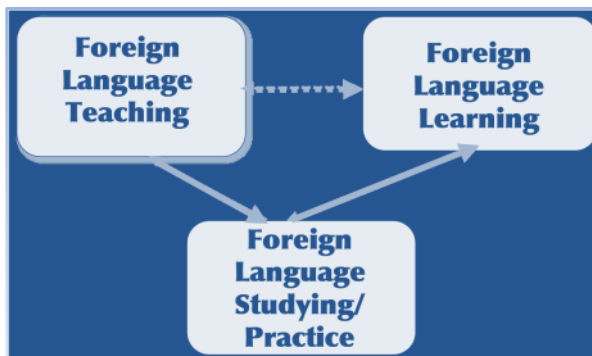 Foreign
Language
Teaching
Foreign
Language
Learning
Foreign
Language
Studying/
Practice